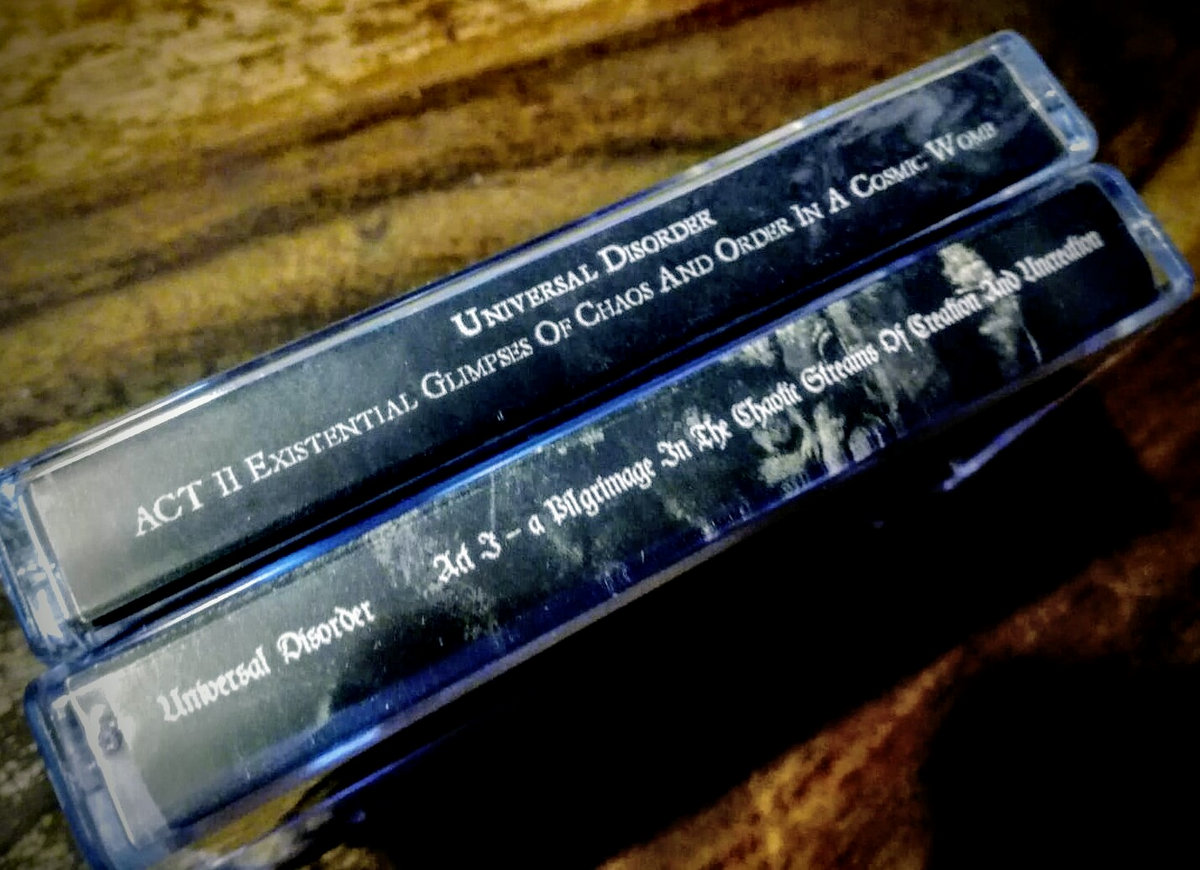 UNIVERSAL DISORDER
ACT II EXISTENTIAL GLIMPSES OF CHAOS AND ORDER IN A COSMIC WOMB
Universal Disorder Act I - a Pilgrimage In The Chaotic Streams Of Creation And Uncreation